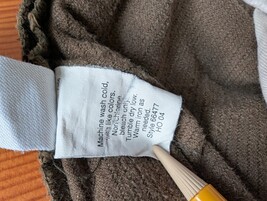 Machine wash cold,
with like colors.
Non-chlorine
bleach only.
Tumble dry low.
Warm iron as
needed.
Style 66477
HO 04